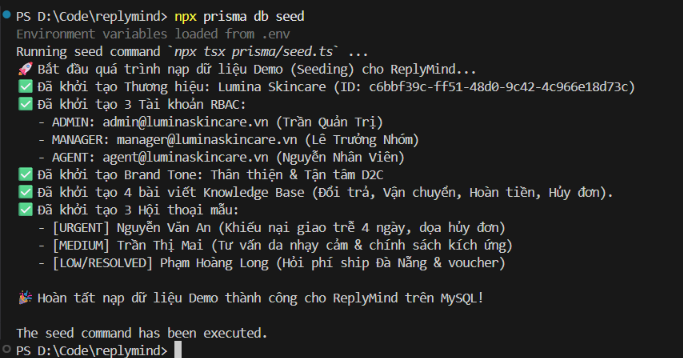 PS D:\Code\replymind> npx prisma db seed
Environment variables loaded from .env
Running seed command `npx tsx prisma/seed.ts` ...
🚀 Bắt đầu quá trình nạp dữ liệu Demo (Seeding) cho ReplyMind...
✅ Đã khởi tạo Thương hiệu: Lumina Skincare (ID: c6bbf39c-ff51-48d0-9c42-4c966e18d73c)
✅ Đã khởi tạo 3 Tài khoản RBAC:
- ADMIN: admin@luminaskincare.vn (Trần Quản Trị)
- MANAGER: manager@luminaskincare.vn (Lê Trưởng Nhóm)
- AGENT: agent@luminaskincare.vn (Nguyễn Nhân Viên)
✅ Đã khởi tạo Brand Tone: Thân thiện & Tận tâm D2C
✅ Đã khởi tạo 4 bài viết Knowledge Base (Đổi trả, Vận chuyển, Hoàn tiền, Hủy đơn).
✅ Đã khởi tạo 3 Hội thoại mẫu:
- [URGENT] Nguyễn Văn An (Khiếu nại giao trễ 4 ngày, dọa hủy đơn)
- [MEDIUM] Trần Thị Mai (Tư vấn da nhạy cảm & chính sách kích ứng)
- [LOW/RESOLVED] Phạm Hoàng Long (Hỏi phí ship Đà Nẵng & voucher)
🎉 Hoàn tất nạp dữ liệu Demo thành công cho ReplyMind trên MySQL!
The seed command has been executed.
PS D:\Code\replymind>